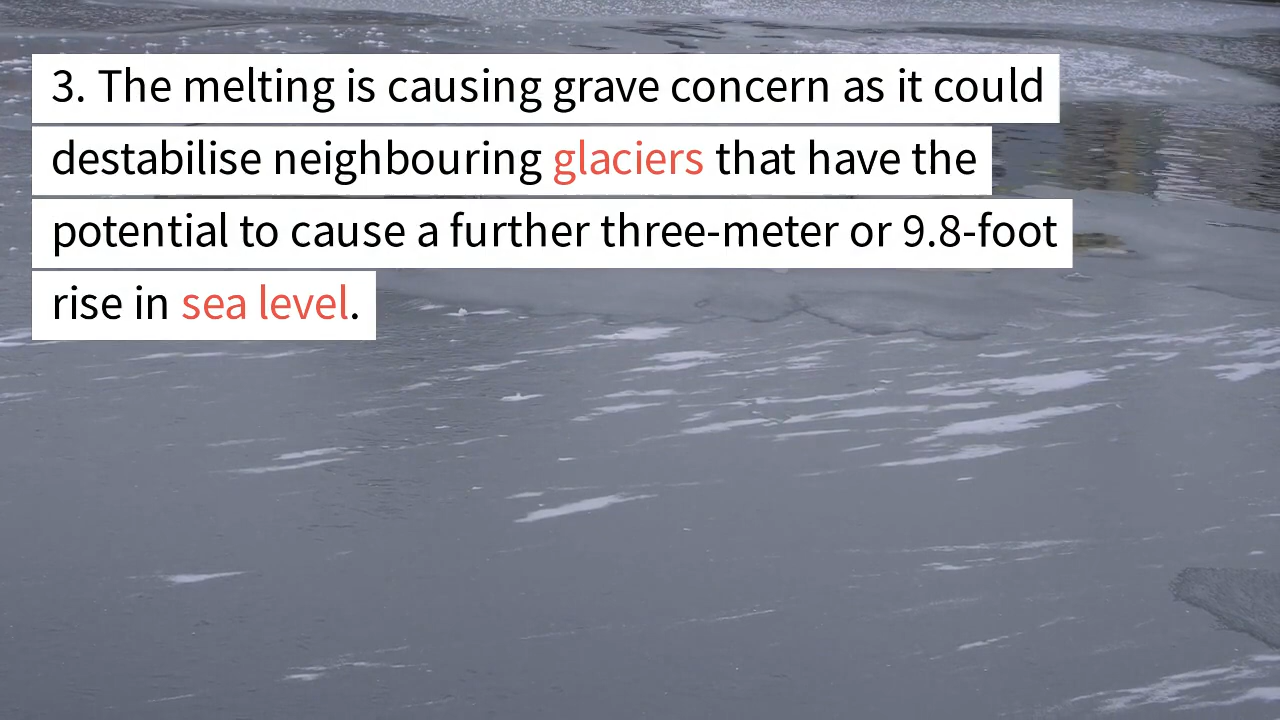 3. The melting is causing grave concern as it could
destabilise neighbouring glaciers that have the
potential to cause a further three-meter or 9.8-foot
rise in sea level.